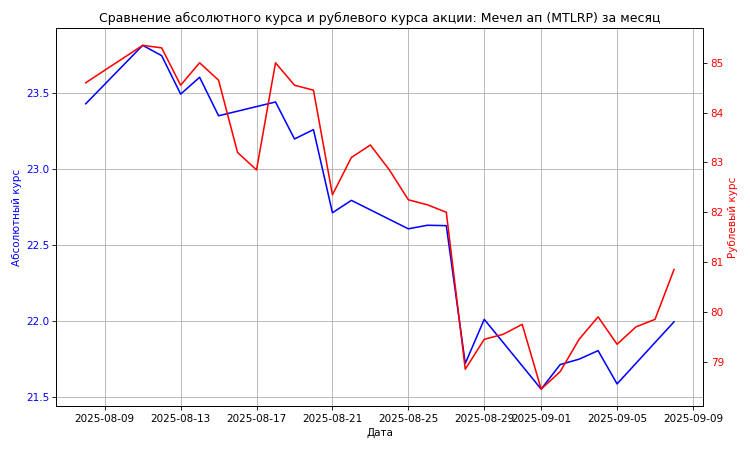 Сравнение абсолютного курса и рублевого курса акции: Мечел ап (MTLRP) за месяц
Абсолютный курс
23.5
23.0
22.5
22.0
21.5
85
84
83
82
81
80
79
Рублевый курс
2025-08-09 2025-08-13 2025-08-17 2025-08-21 2025-08-25 2025-08-29 2025-09-01 2025-09-05 2025-09-09
Дата